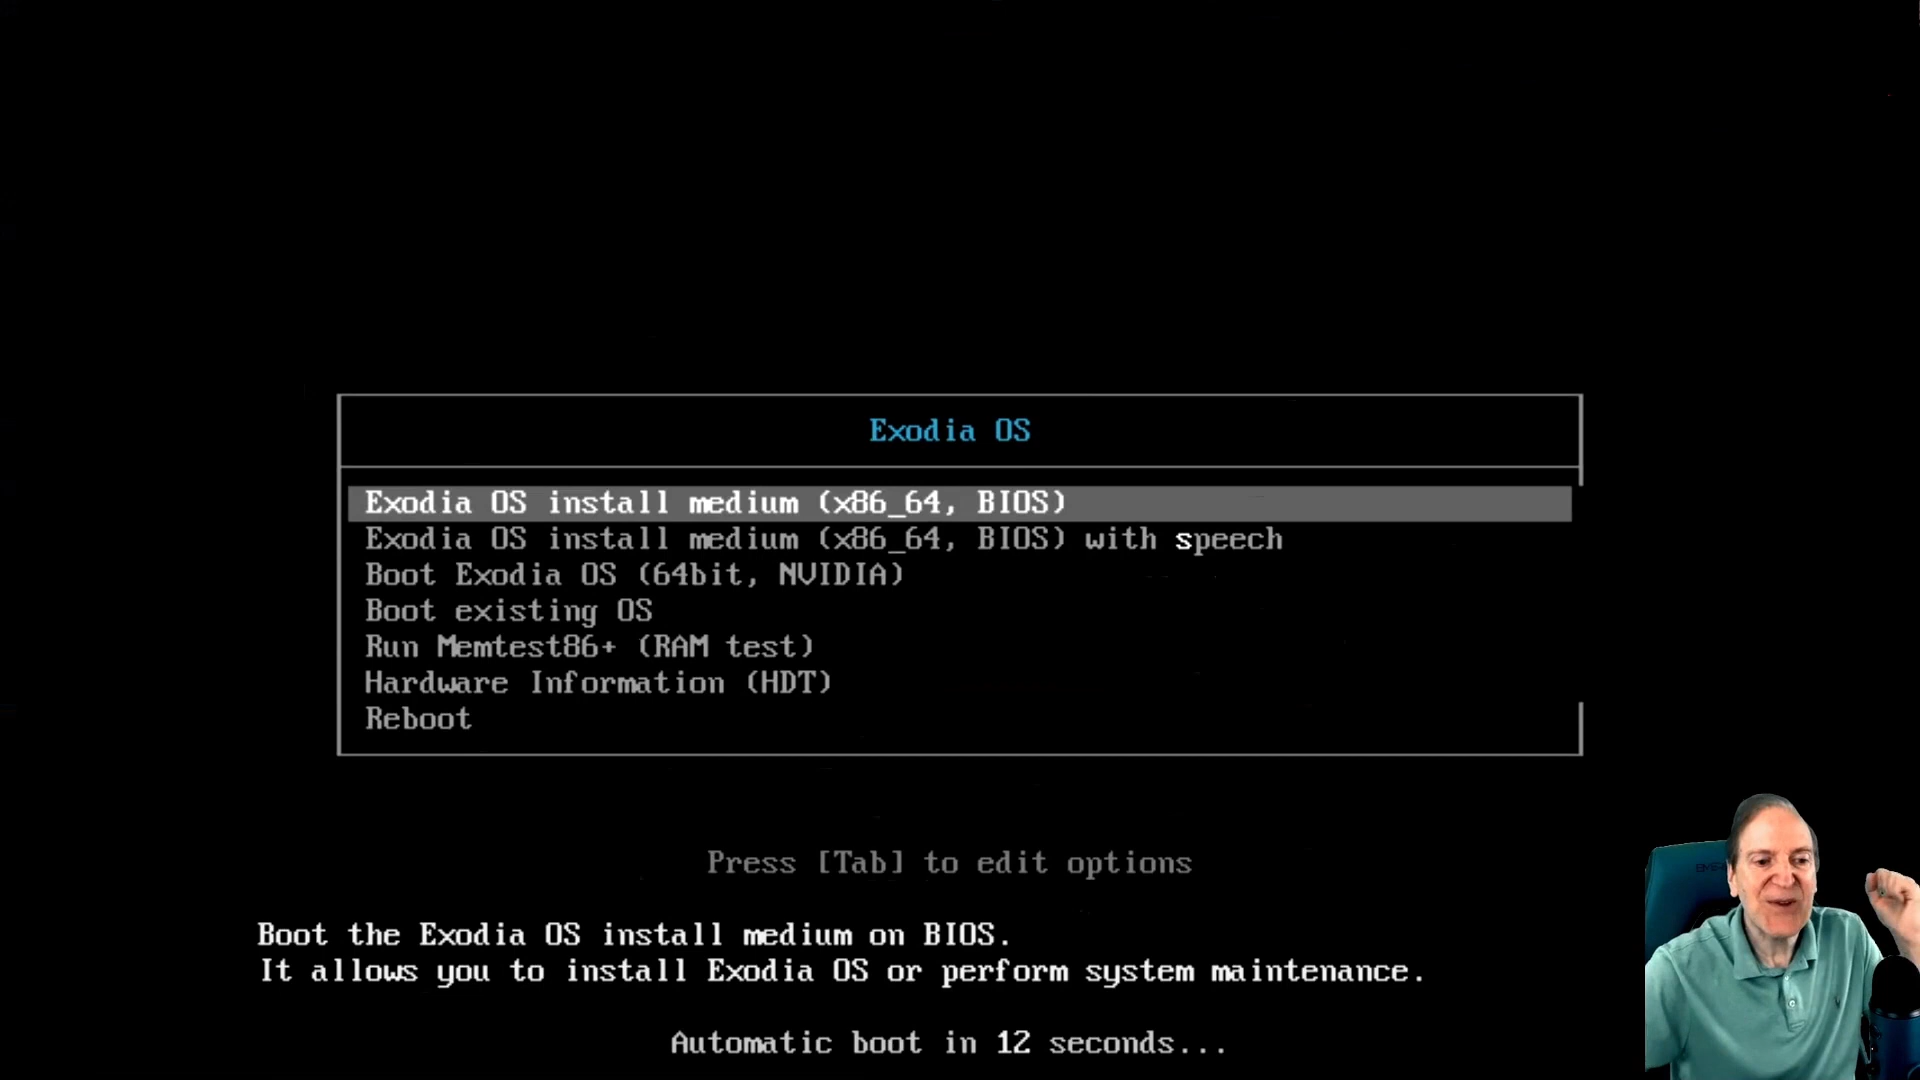 Exodia OS
Exodia OS install medium (x86_64, BIOS)
Exodia OS install medium (x86_64, BIOS) with speech
Boot Exodia OS (64bit, NVIDIA)
Boot existing OS
Run Memtest86+ (RAM test)
Hardware Information (HDT)
Reboot
Press [Tab] to edit options
Boot the Exodia OS install medium on BIOS.
It allows you to install Exodia OS or perform system maintenance.
Automatic boot in 12 seconds...